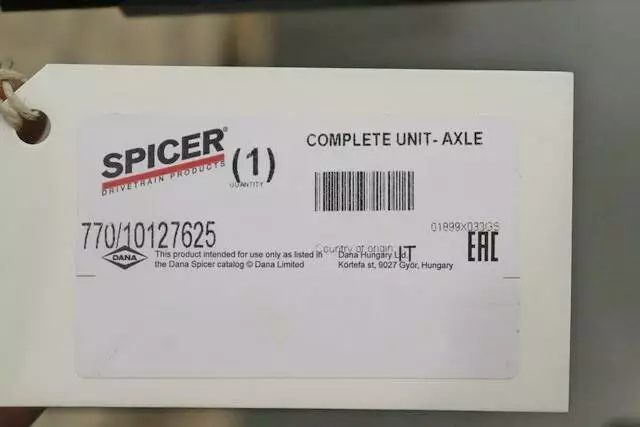 SPICER®
DRIVETRAIN PRODUCTS
(1)
QUANTITY
COMPLETE UNIT- AXLE
770/10127625
01899X033GS
Country of origin: IT
EAC
DANA
This product intended for use only as listed in
the Dana Spicer catalog © Dana Limited
Dana Hungary Ltd.
Körtefa st, 9027 Győr, Hungary